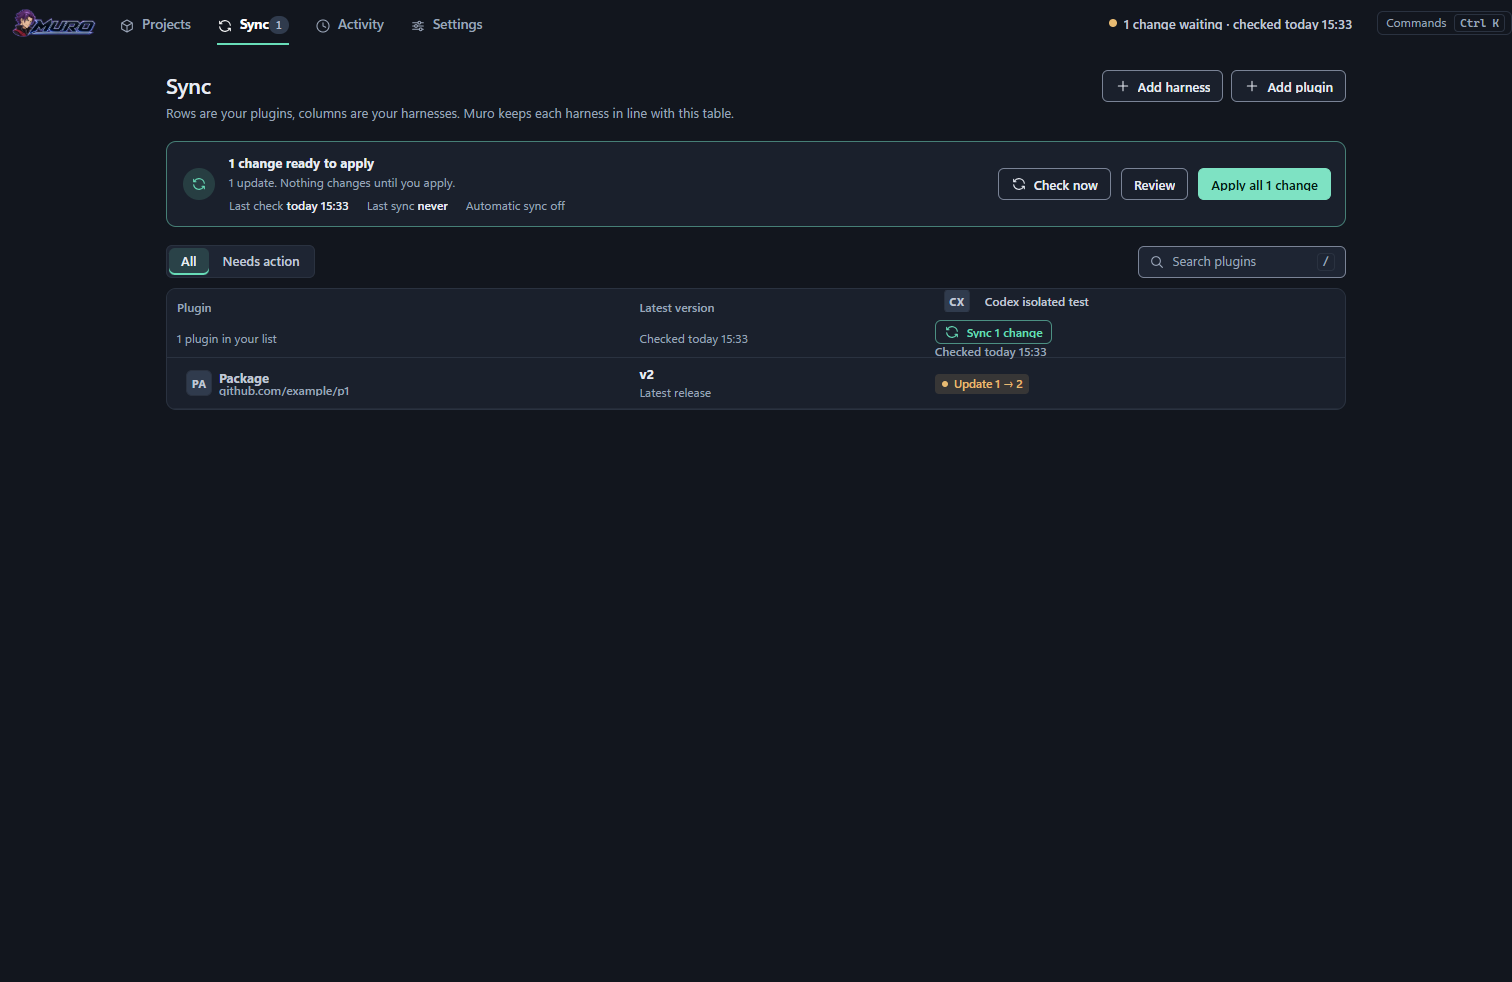 MURO
Projects
Sync 1
Activity
Settings
1 change waiting · checked today 15:33
Commands Ctrl K
Sync
Rows are your plugins, columns are your harnesses. Muro keeps each harness in line with this table.
+ Add harness
+ Add plugin
1 change ready to apply
1 update. Nothing changes until you apply.
Last check today 15:33 Last sync never Automatic sync off
Check now
Review
Apply all 1 change
All
Needs action
Search plugins /
Plugin
Latest version
CX Codex isolated test
1 plugin in your list
Checked today 15:33
Sync 1 change
Checked today 15:33
PA Package
github.com/example/p1
v2
Latest release
Update 1 → 2